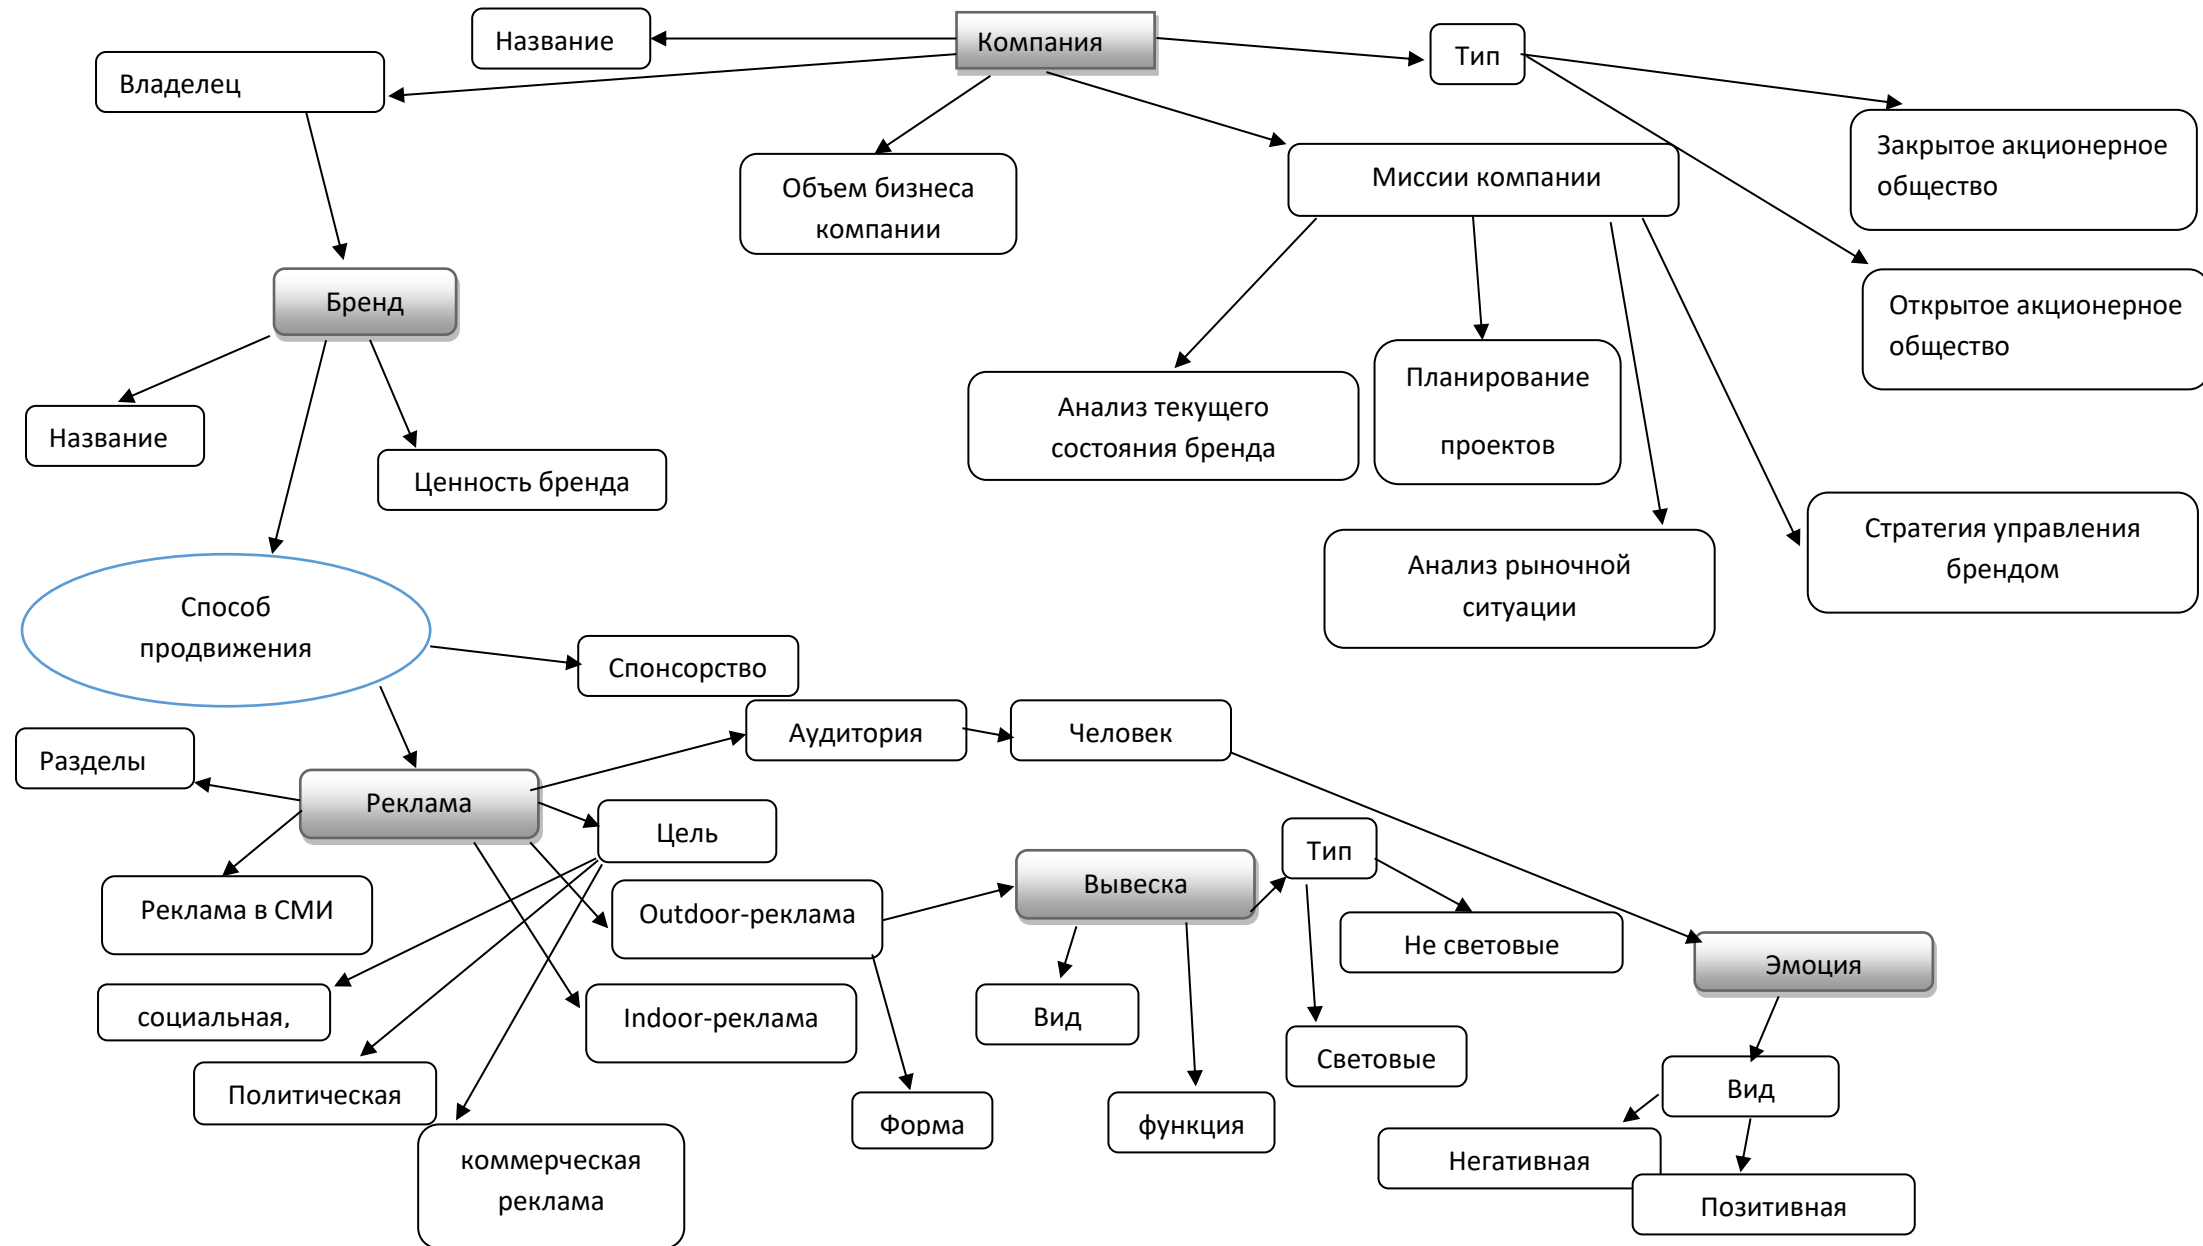 Название
Компания
Тип
Владелец
Закрытое акционерное
общество
Объем бизнеса
компании
Миссии компании
Бренд
Открытое акционерное
общество
Название
Ценность бренда
Анализ текущего
состояния бренда
Планирование
проектов
Анализ рыночной
ситуации
Стратегия управления
брендом
Способ
продвижения
Спонсорство
Аудитория
Человек
Разделы
Реклама
Цель
Тип
Вывеска
Реклама в СМИ
Outdoor-реклама
Не световые
Эмоция
социальная,
Indoor-реклама
Вид
Световые
Политическая
Форма
функция
Вид
коммерческая
реклама
Негативная
Позитивная